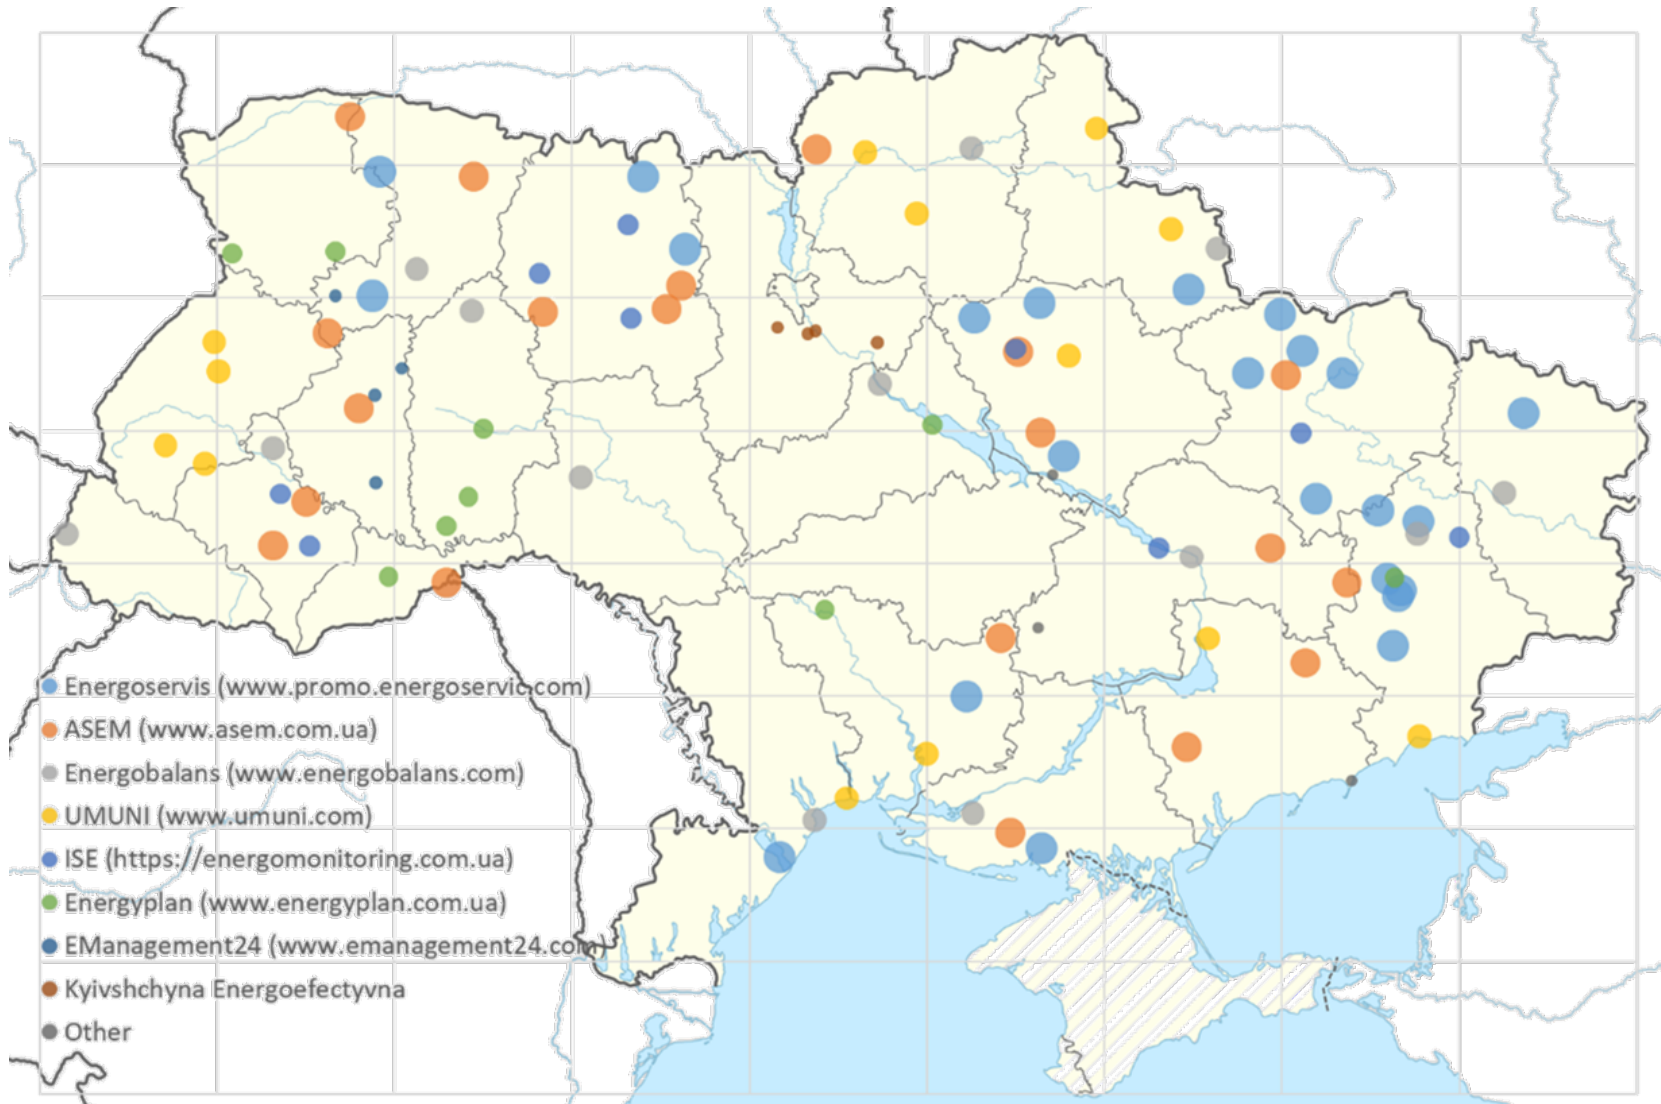 Energoservis (www.promo.energoservic.com)
ASEM (www.asem.com.ua)
Energobalans (www.energobalans.com)
UMUNI (www.umuni.com)
ISE (https://energomonitoring.com.ua)
Energyplan (www.energyplan.com.ua)
EManagement24 (www.emanagement24.com)
Kyivshchyna Energoefectyvna
Other